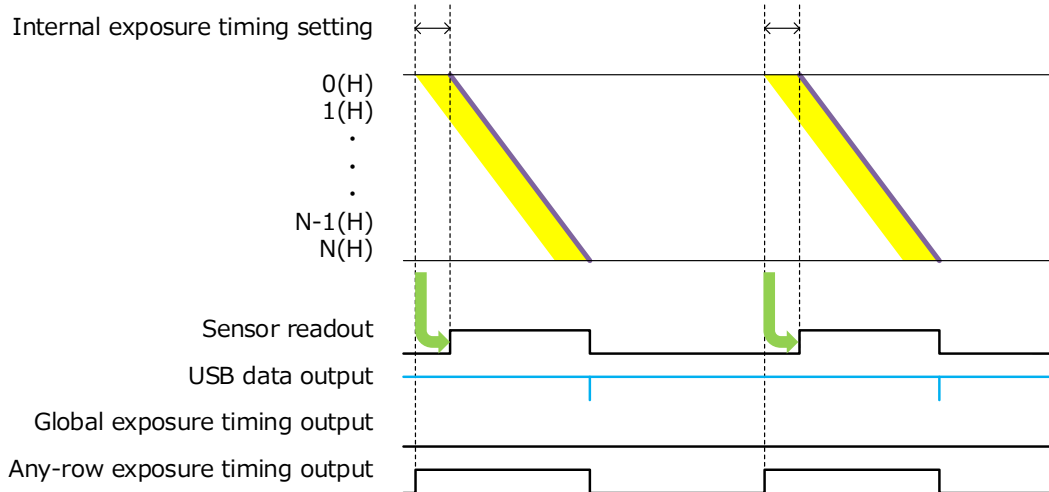 Internal exposure timing setting
0(H)
1(H)
·
·
·
N-1(H)
N(H)
Sensor readout
USB data output
Global exposure timing output
Any-row exposure timing output